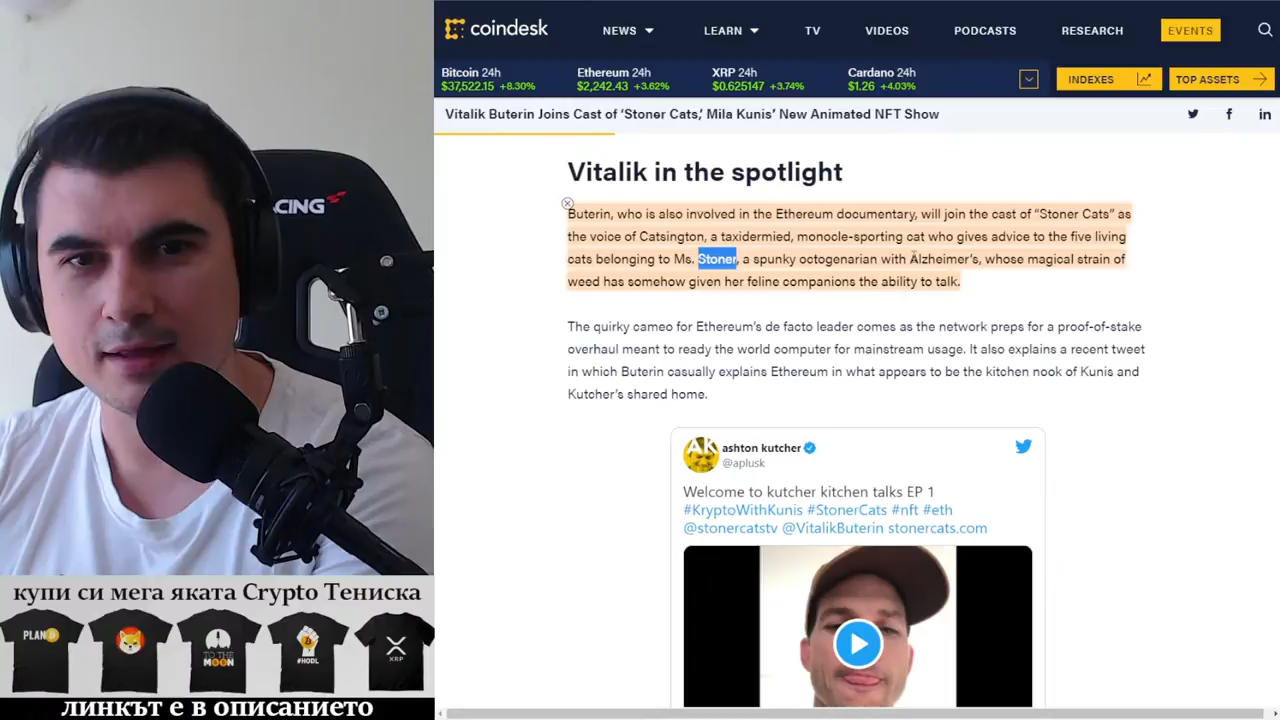 coindesk
NEWS
LEARN
TV
VIDEOS
PODCASTS
RESEARCH
EVENTS
Bitcoin 24h
$37,522.15 +8.30%
Ethereum 24h
$2,242.43 +3.62%
XRP 24h
$0.625147 +3.74%
Cardano 24h
$1.26 +4.03%
INDEXES
TOP ASSETS
Vitalik Buterin Joins Cast of ‘Stoner Cats,’ Mila Kunis’ New Animated NFT Show
Vitalik in the spotlight
Buterin, who is also involved in the Ethereum documentary, will join the cast of “Stoner Cats” as
the voice of Catsington, a taxidermied, monocle-sporting cat who gives advice to the five living
cats belonging to Ms. Stoner, a spunky octogenarian with Alzheimer’s, whose magical strain of
weed has somehow given her feline companions the ability to talk.
The quirky cameo for Ethereum’s de facto leader comes as the network preps for a proof-of-stake
overhaul meant to ready the world computer for mainstream usage. It also explains a recent tweet
in which Buterin casually explains Ethereum in what appears to be the kitchen nook of Kunis and
Kutcher’s shared home.
AK
ashton kutcher
@aplusk
Welcome to kutcher kitchen talks EP 1
#KryptoWithKunis #StonerCats #nft #eth
@stonercatstv @VitalikButerin stonercats.com
CING
купи си мега яката Crypto Тениска
PLAN B
TO THE
MOON
#HODL
XRP
линкът е в описанието